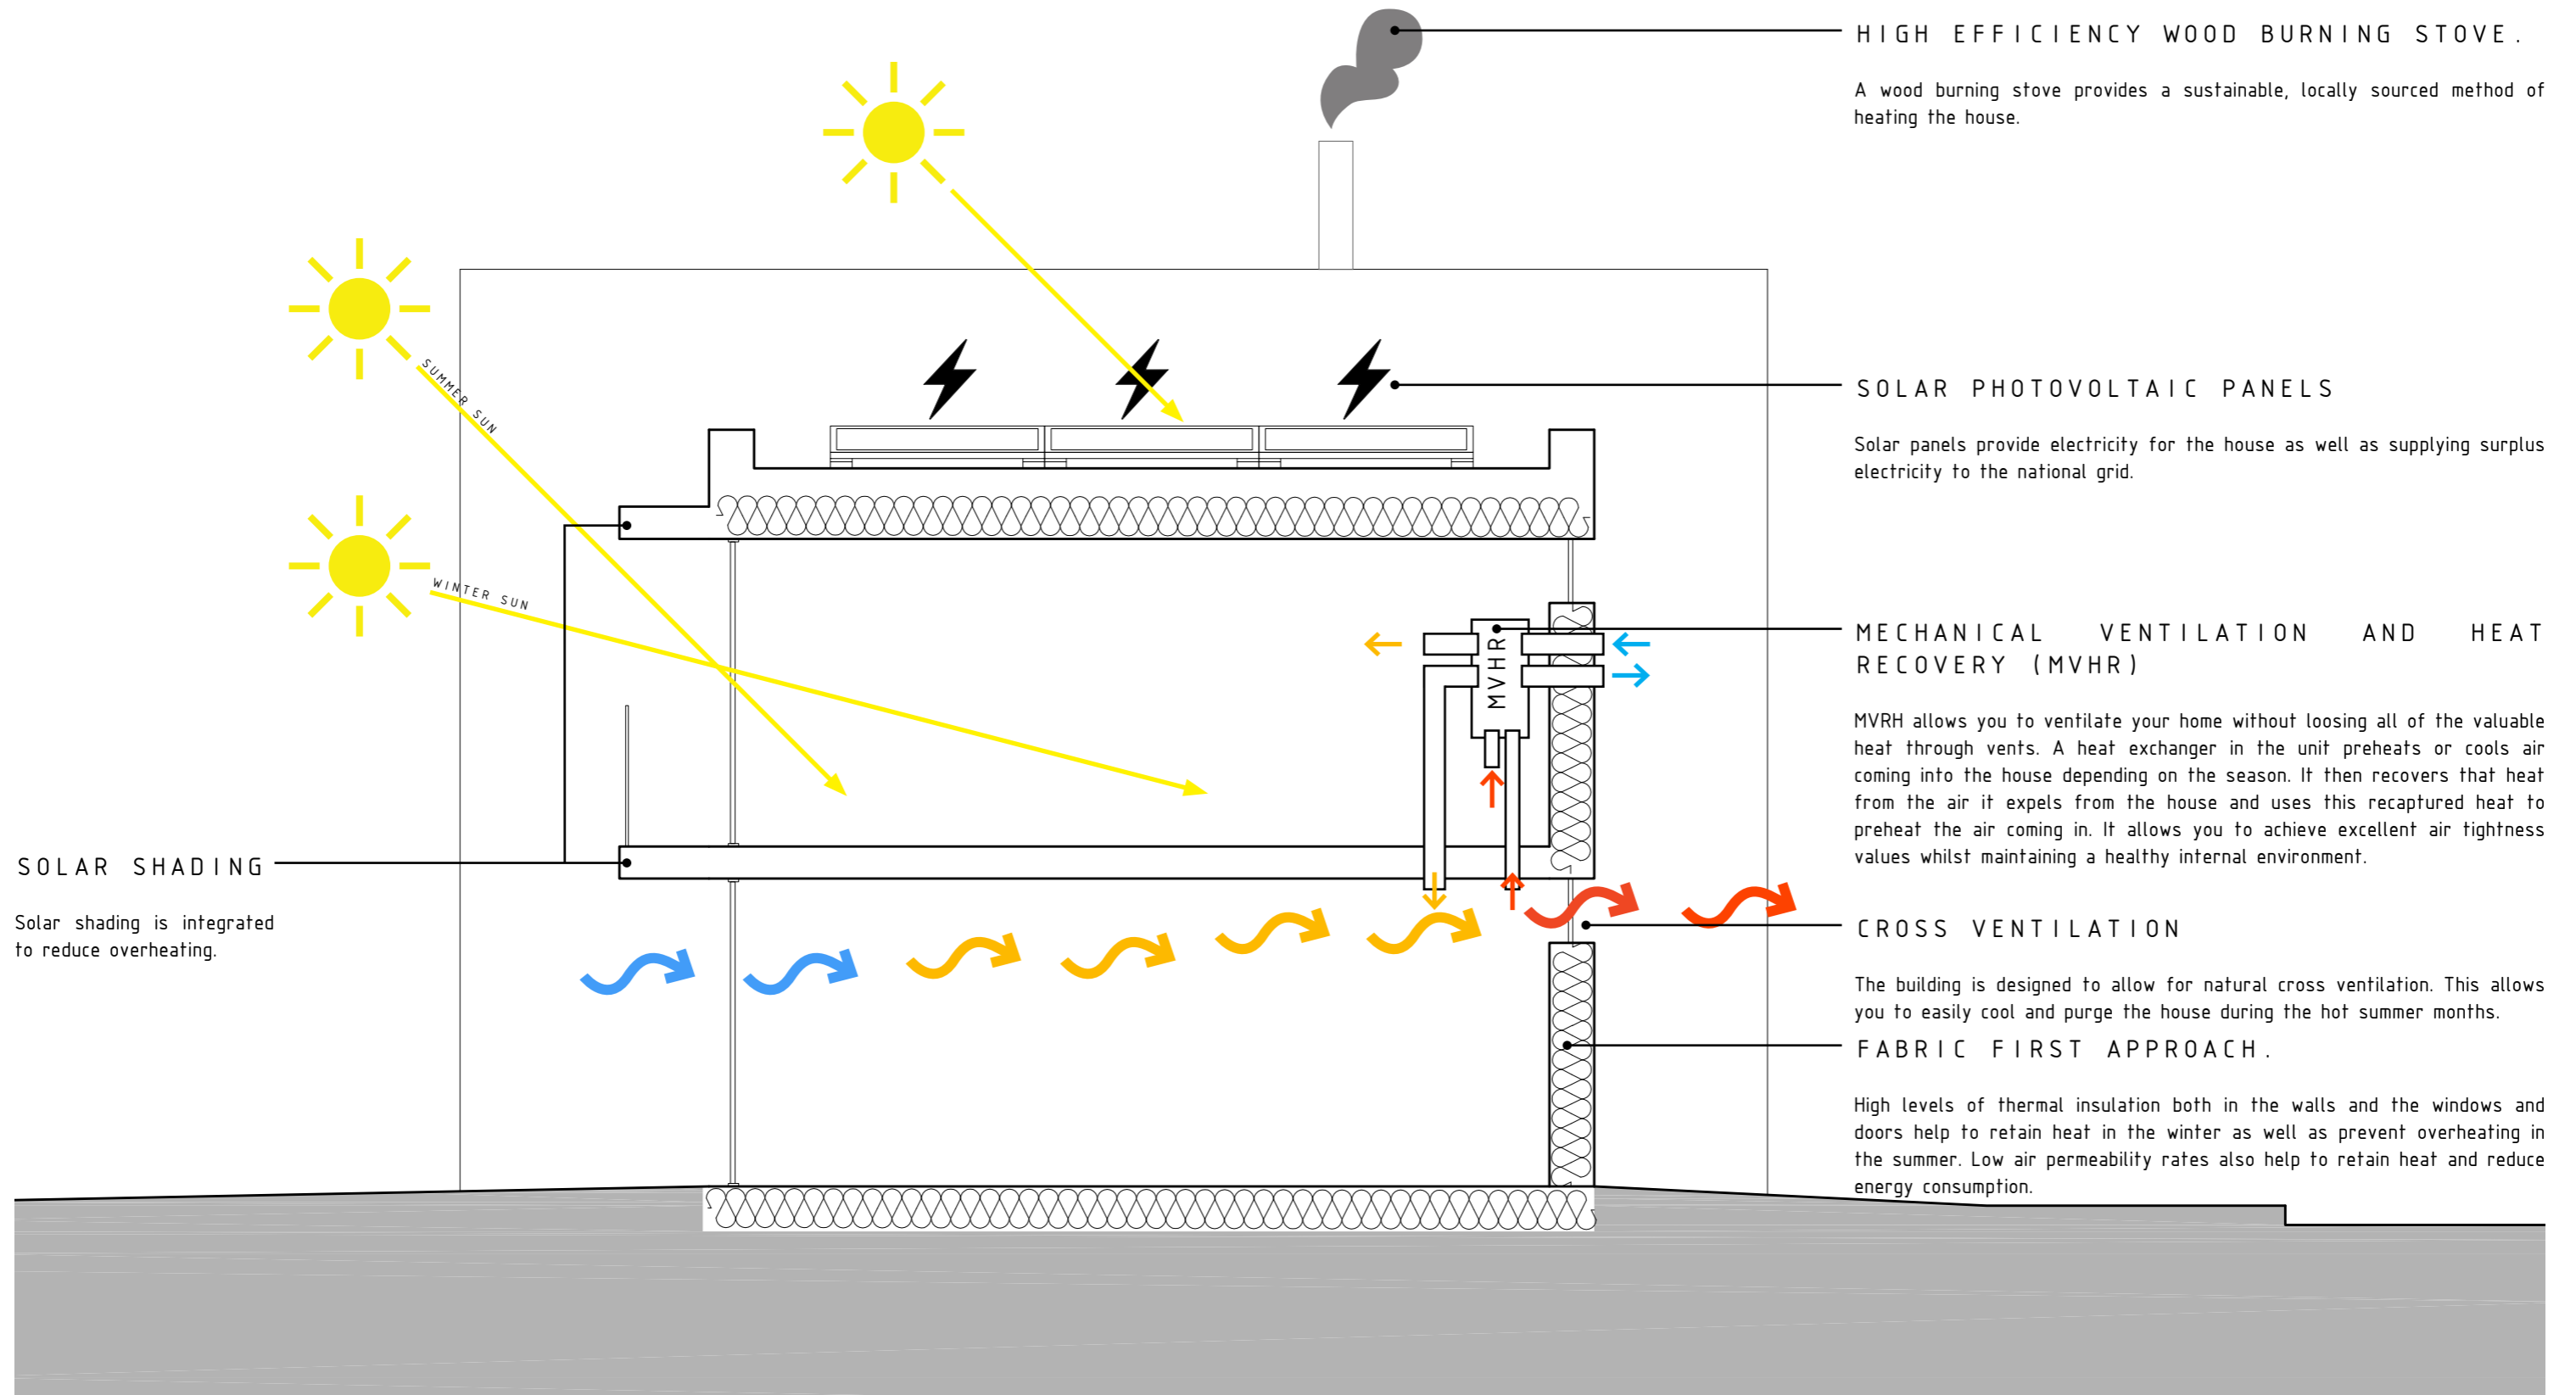 HIGH EFFICIENCY WOOD BURNING STOVE.
A wood burning stove provides a sustainable, locally sourced method of
heating the house.
SUMMER SUN
SOLAR PHOTOVOLTAIC PANELS
Solar panels provide electricity for the house as well as supplying surplus
electricity to the national grid.
WINTER SUN
MVHR
MECHANICAL VENTILATION AND HEAT
RECOVERY (MVHR)
MVRH allows you to ventilate your home without loosing all of the valuable
heat through vents. A heat exchanger in the unit preheats or cools air
coming into the house depending on the season. It then recovers that heat
from the air it expels from the house and uses this recaptured heat to
preheat the air coming in. It allows you to achieve excellent air tightness
values whilst maintaining a healthy internal environment.
SOLAR SHADING
Solar shading is integrated
to reduce overheating.
CROSS VENTILATION
The building is designed to allow for natural cross ventilation. This allows
you to easily cool and purge the house during the hot summer months.
FABRIC FIRST APPROACH.
High levels of thermal insulation both in the walls and the windows and
doors help to retain heat in the winter as well as prevent overheating in
the summer. Low air permeability rates also help to retain heat and reduce
energy consumption.